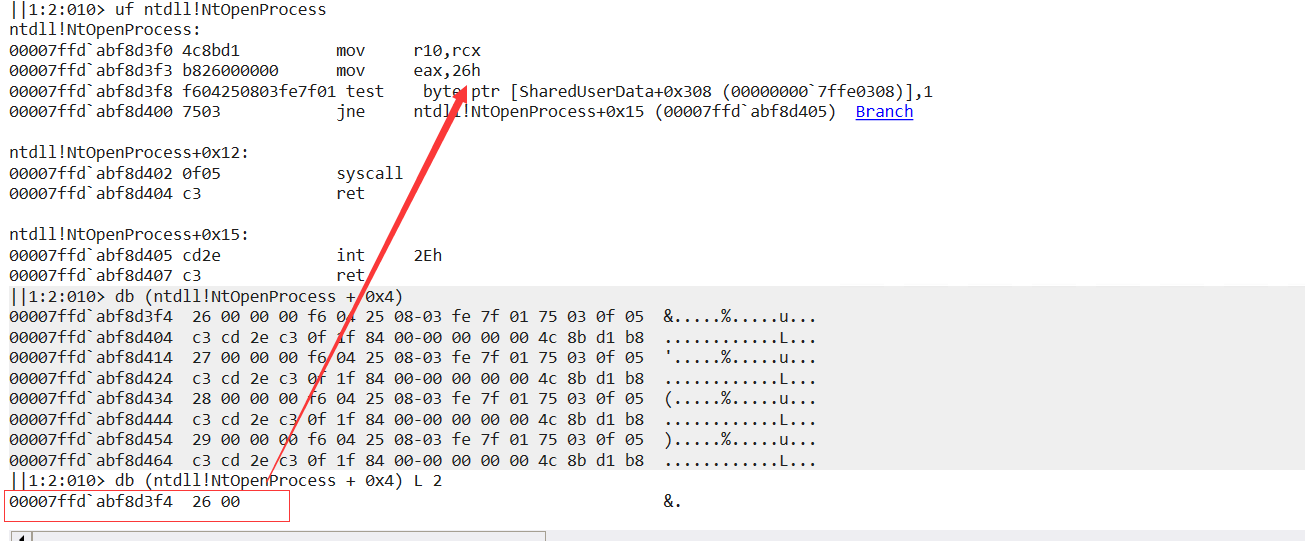 ||1:2:010> uf ntdll!NtOpenProcess
ntdll!NtOpenProcess:
00007ffd`abf8d3f0 4c8bd1 mov r10,rcx
00007ffd`abf8d3f3 b826000000 mov eax,26h
00007ffd`abf8d3f8 f604250803fe7f01 test byte ptr [SharedUserData+0x308 (00000000`7ffe0308)],1
00007ffd`abf8d400 7503 jne ntdll!NtOpenProcess+0x15 (00007ffd`abf8d405) Branch
ntdll!NtOpenProcess+0x12:
00007ffd`abf8d402 0f05 syscall
00007ffd`abf8d404 c3 ret
ntdll!NtOpenProcess+0x15:
00007ffd`abf8d405 cd2e int 2Eh
00007ffd`abf8d407 c3 ret
||1:2:010> db (ntdll!NtOpenProcess + 0x4)
00007ffd`abf8d3f4 26 00 00 00 f6 04 25 08-03 fe 7f 01 75 03 0f 05 &.....%.....u...
00007ffd`abf8d404 c3 cd 2e c3 0f 1f 84 00-00 00 00 00 4c 8b d1 b8 ............L...
00007ffd`abf8d414 27 00 00 00 f6 04 25 08-03 fe 7f 01 75 03 0f 05 '.....%.....u...
00007ffd`abf8d424 c3 cd 2e c3 0f 1f 84 00-00 00 00 00 4c 8b d1 b8 ............L...
00007ffd`abf8d434 28 00 00 00 f6 04 25 08-03 fe 7f 01 75 03 0f 05 (.....%.....u...
00007ffd`abf8d444 c3 cd 2e c3 0f 1f 84 00-00 00 00 00 4c 8b d1 b8 ............L...
00007ffd`abf8d454 29 00 00 00 f6 04 25 08-03 fe 7f 01 75 03 0f 05 ).....%.....u...
00007ffd`abf8d464 c3 cd 2e c3 0f 1f 84 00-00 00 00 00 4c 8b d1 b8 ............L...
||1:2:010> db (ntdll!NtOpenProcess + 0x4) L 2
00007ffd`abf8d3f4 26 00 &.